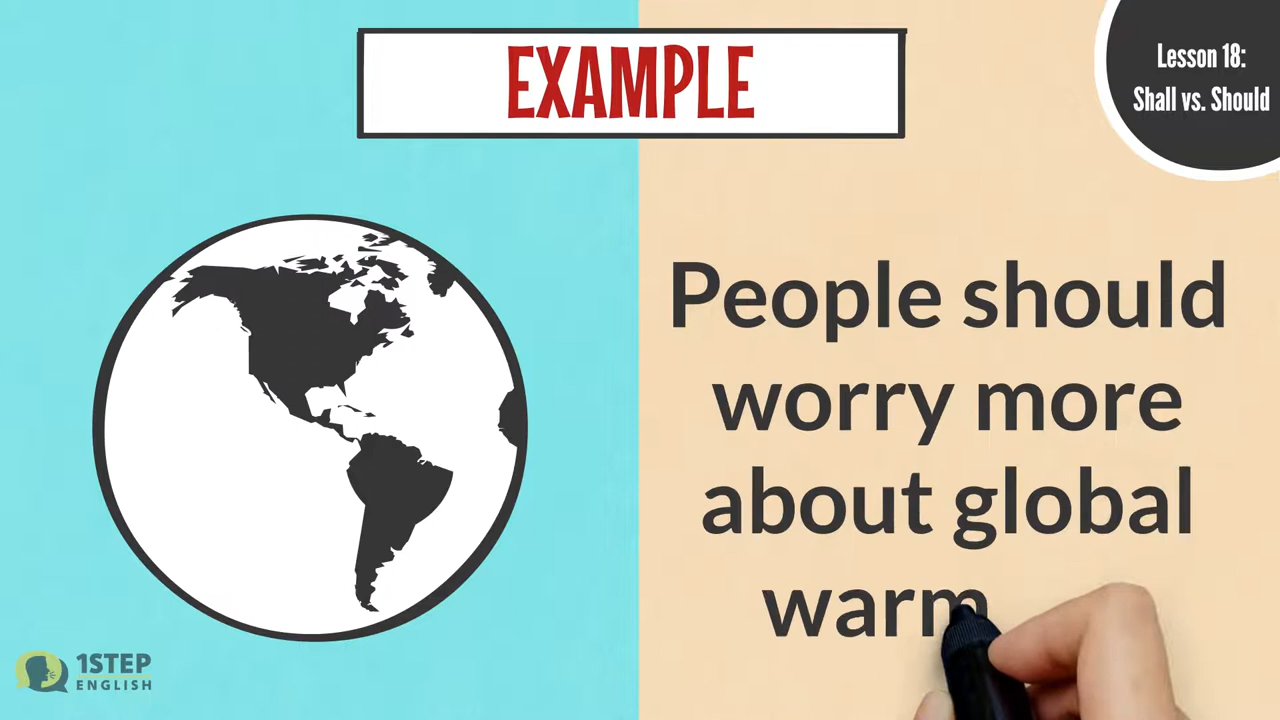 EXAMPLE
Lesson 18:
Shall vs. Should
People should
worry more
about global
warm
1STEP
ENGLISH